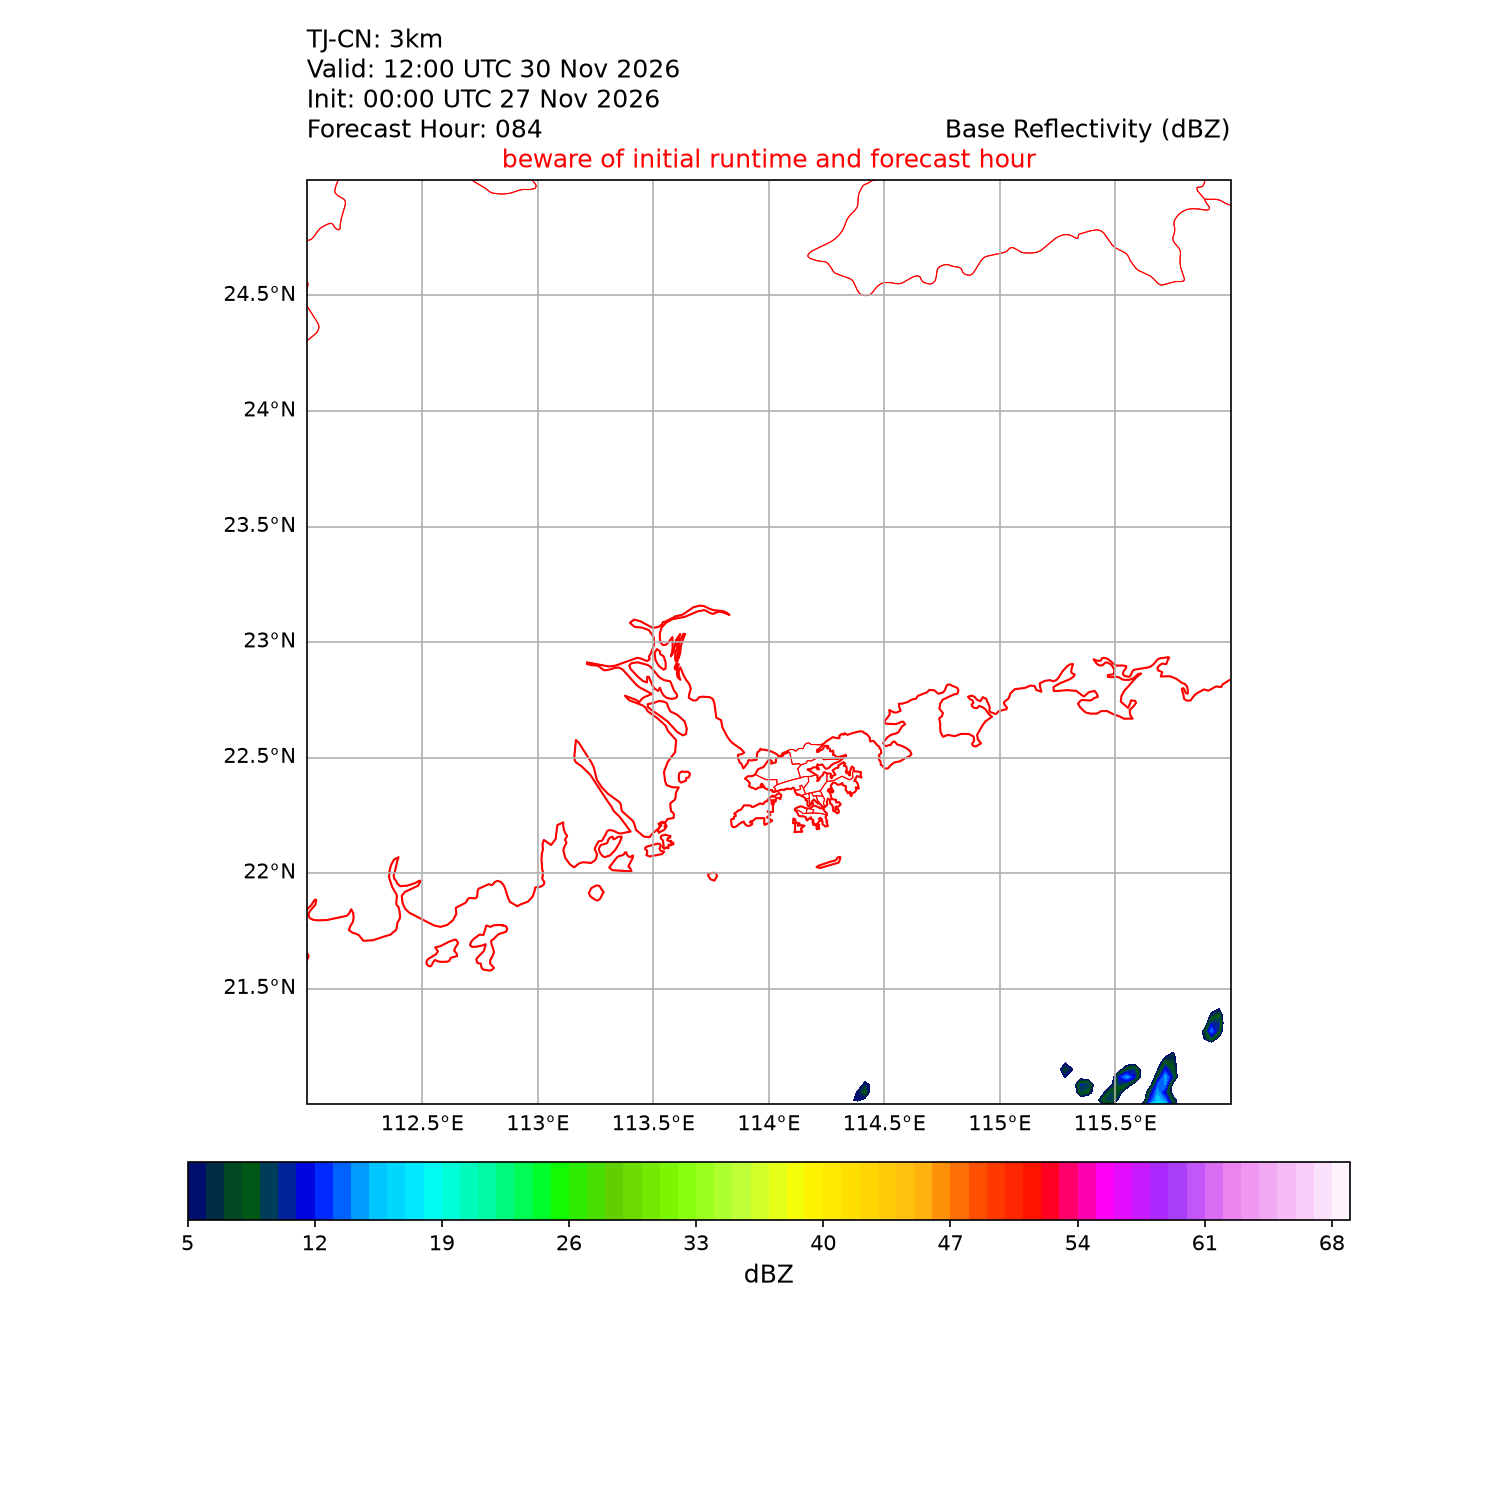 TJ-CN: 3km
Valid: 12:00 UTC 30 Nov 2026
Init: 00:00 UTC 27 Nov 2026
Forecast Hour: 084
Base Reflectivity (dBZ)
beware of initial runtime and forecast hour
24.5°N
24°N
23.5°N
23°N
22.5°N
22°N
21.5°N
112.5°E 113°E 113.5°E 114°E 114.5°E 115°E 115.5°E
5 12 19 26 33 40 47 54 61 68
dBZ